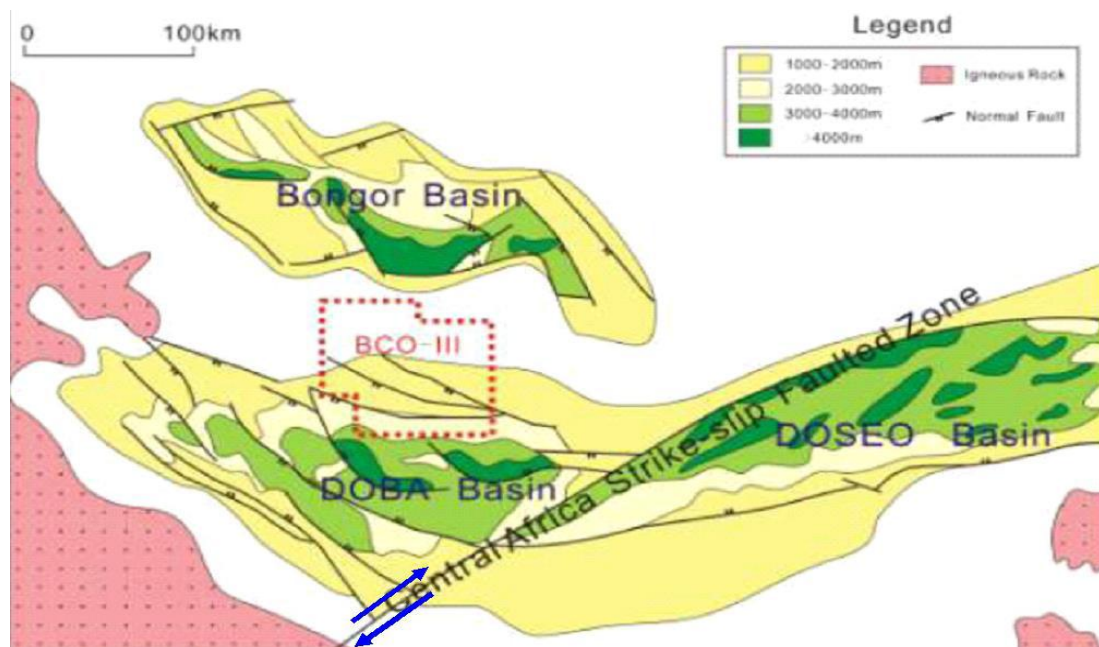 0 100km
Legend
1000-2000m
2000-3000m
3000-4000m
>4000m
Igneous Rock
Normal Fault
Bongor Basin
BCO-III
DOBA Basin
Central Africa Strike-slip Faulted Zone
DOSEO Basin